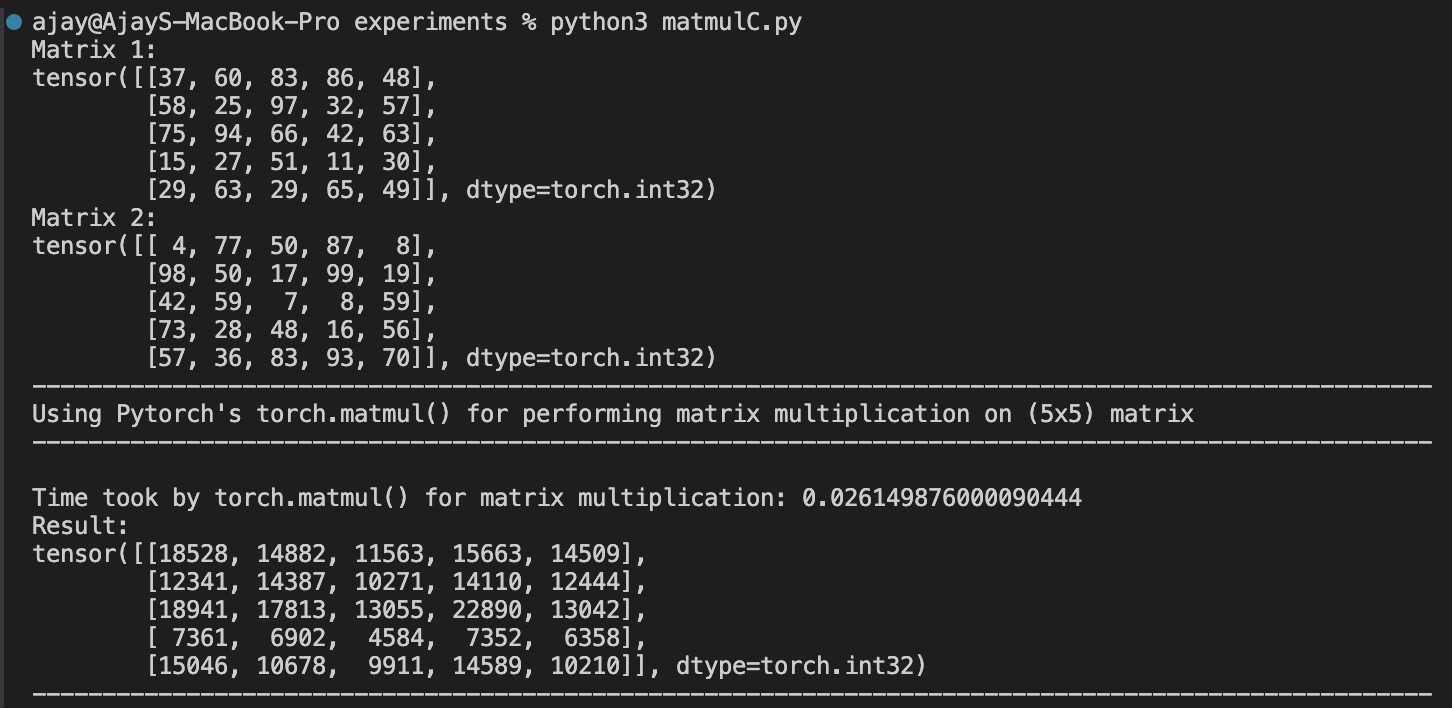 ajay@AjayS-MacBook-Pro experiments % python3 matmulC.py
Matrix 1:
tensor([[37, 60, 83, 86, 48],
        [58, 25, 97, 32, 57],
        [75, 94, 66, 42, 63],
        [15, 27, 51, 11, 30],
        [29, 63, 29, 65, 49]], dtype=torch.int32)
Matrix 2:
tensor([[ 4, 77, 50, 87,  8],
        [98, 50, 17, 99, 19],
        [42, 59,  7,  8, 59],
        [73, 28, 48, 16, 56],
        [57, 36, 83, 93, 70]], dtype=torch.int32)
----------------------------------------------------------------------------------------------------
Using Pytorch's torch.matmul() for performing matrix multiplication on (5x5) matrix
----------------------------------------------------------------------------------------------------
Time took by torch.matmul() for matrix multiplication: 0.026149876000090444
Result:
tensor([[18528, 14882, 11563, 15663, 14509],
        [12341, 14387, 10271, 14110, 12444],
        [18941, 17813, 13055, 22890, 13042],
        [ 7361,  6902,  4584,  7352,  6358],
        [15046, 10678,  9911, 14589, 10210]], dtype=torch.int32)
----------------------------------------------------------------------------------------------------